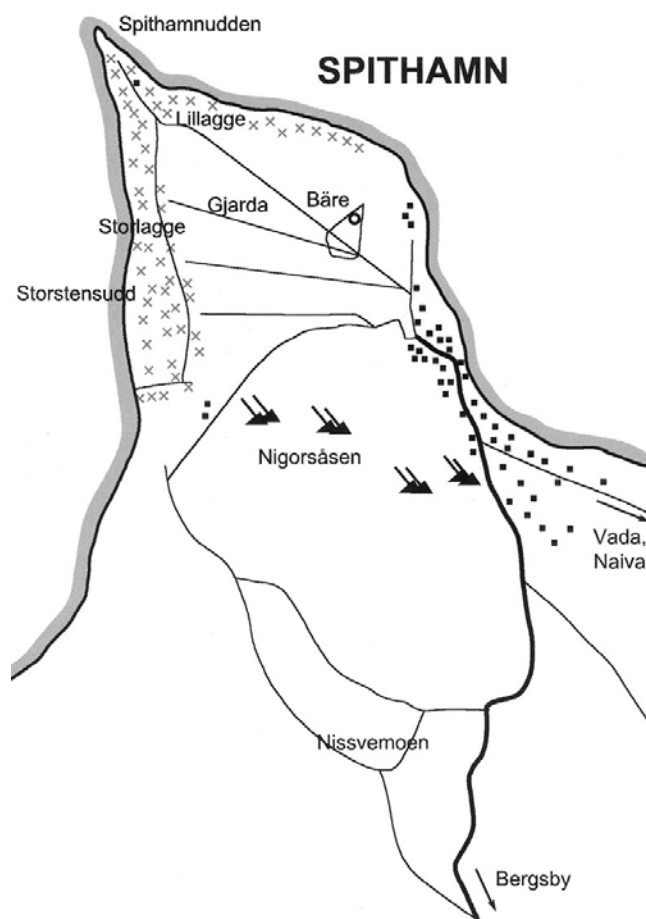 Spithamnudden
SPITHAMN
Lillagge
Gjarda
Bäre
Storlagge
Storstensudd
Nigorsåsen
Vada,
Naiva
Nissvemoen
Bergsby